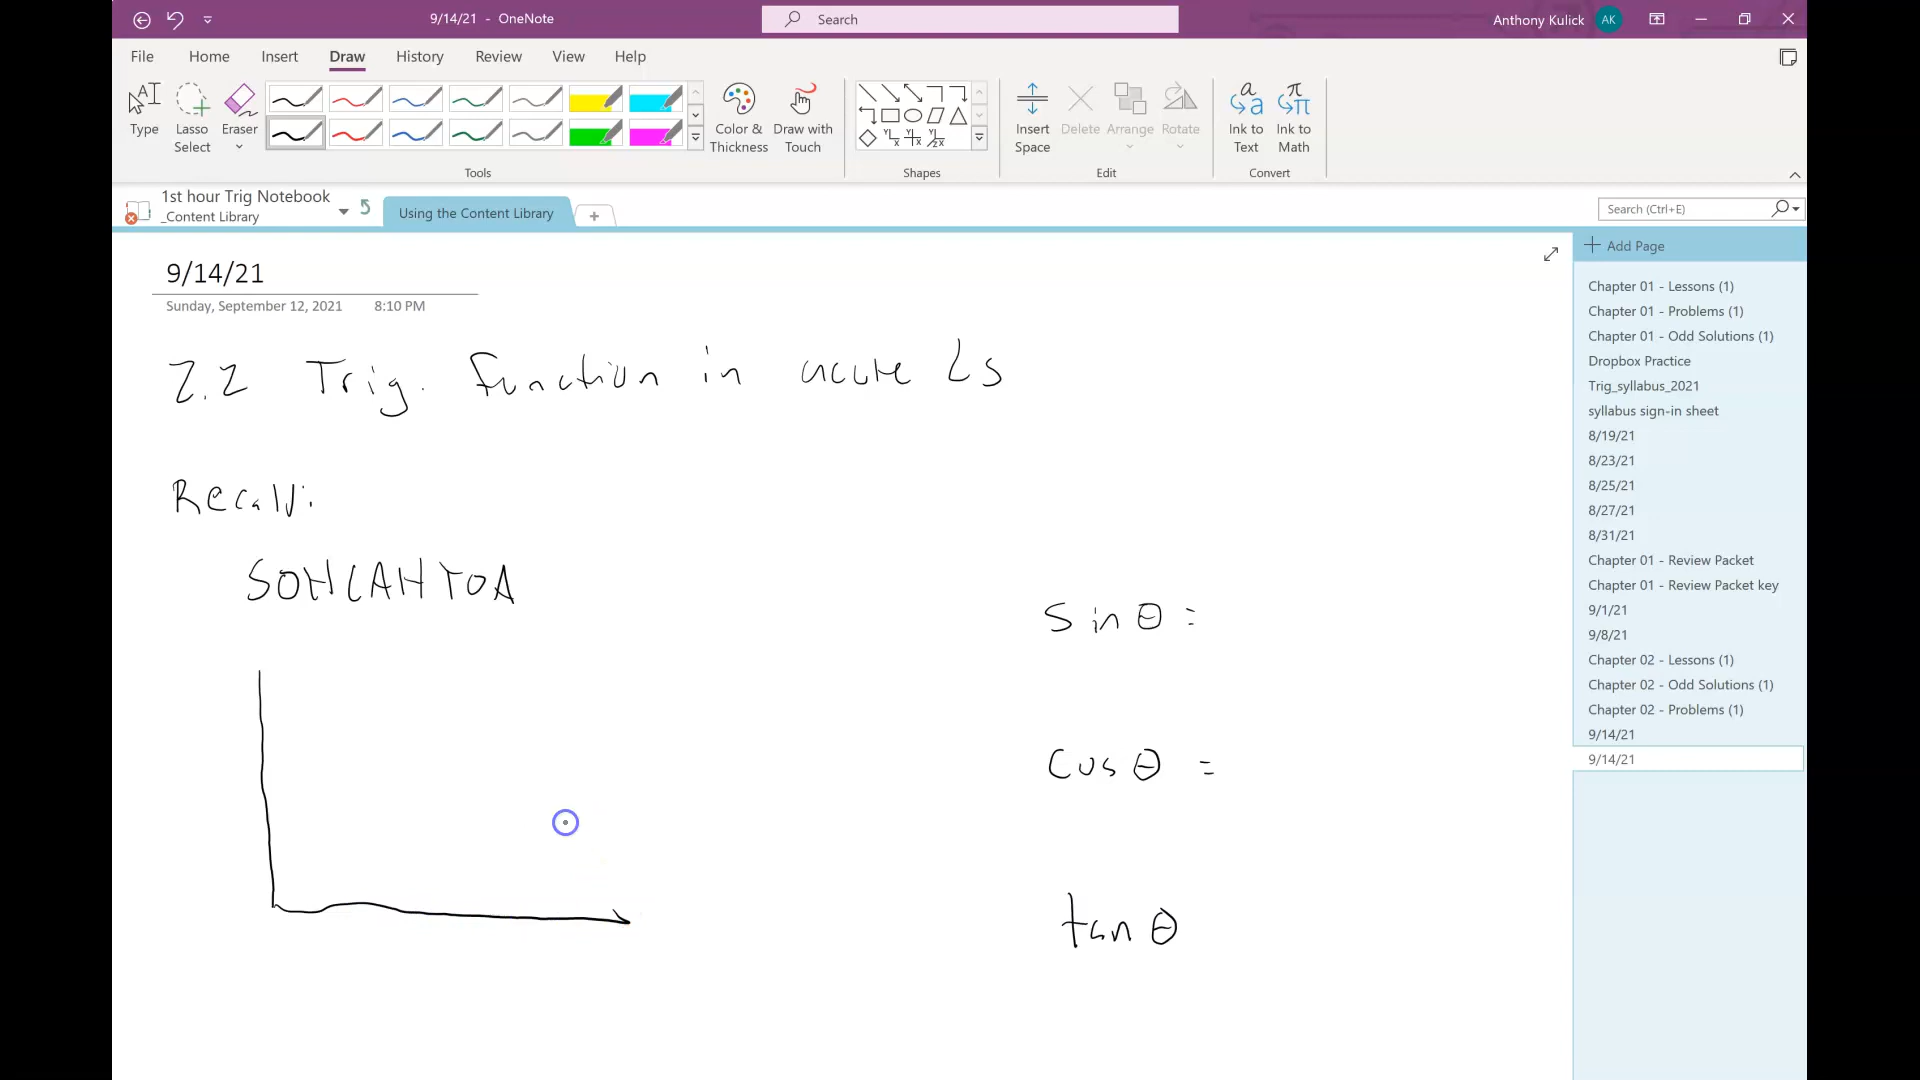 9/14/21 - OneNote
Search
Anthony Kulick AK
File Home Insert Draw History Review View Help
Type
Lasso Select
Eraser
Color & Thickness
Draw with Touch
Insert Space
Delete
Arrange
Rotate
Ink to Text
Ink to Math
Tools
Shapes
Edit
Convert
1st hour Trig Notebook
_Content Library
Using the Content Library
Search (Ctrl+E)
Add Page
9/14/21
Sunday, September 12, 2021 8:10 PM
2.2 Trig. Function in acute ∠s
Recall:
SOHCAHTOA
sin θ =
cos θ =
tan θ
Chapter 01 - Lessons (1)
Chapter 01 - Problems (1)
Chapter 01 - Odd Solutions (1)
Dropbox Practice
Trig_syllabus_2021
syllabus sign-in sheet
8/19/21
8/23/21
8/25/21
8/27/21
8/31/21
Chapter 01 - Review Packet
Chapter 01 - Review Packet key
9/1/21
9/8/21
Chapter 02 - Lessons (1)
Chapter 02 - Odd Solutions (1)
Chapter 02 - Problems (1)
9/14/21
9/14/21